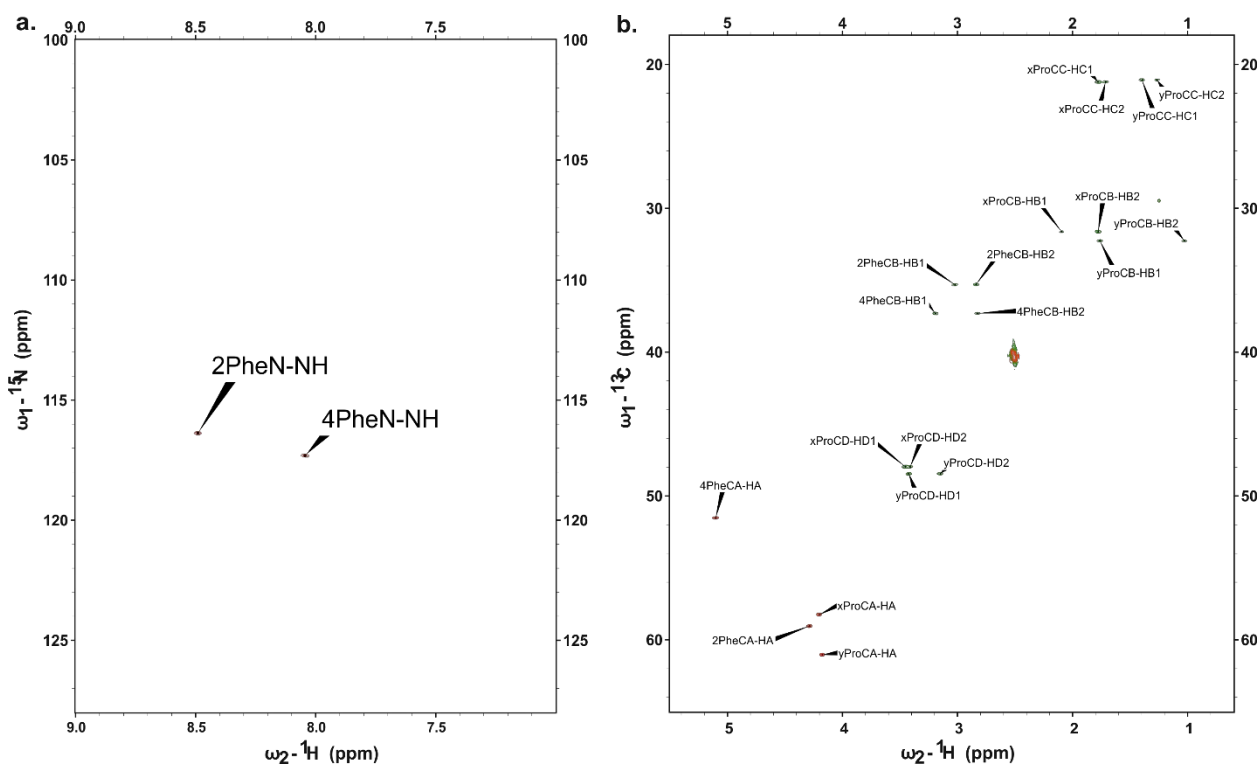 a.
9.0 8.5 8.0 7.5
100 100
105 105
110 110
115 115
120 120
125 125
9.0 8.5 8.0 7.5
ω1 - 15N (ppm)
ω2 - 1H (ppm)
2PheN-NH
4PheN-NH
b.
5 4 3 2 1
20 20
30 30
40 40
50 50
60 60
5 4 3 2 1
ω1 - 13C (ppm)
ω2 - 1H (ppm)
xProCC-HC1
xProCC-HC2
yProCC-HC2
yProCC-HC1
xProCB-HB1
xProCB-HB2
yProCB-HB2
yProCB-HB1
2PheCB-HB1
2PheCB-HB2
4PheCB-HB1
4PheCB-HB2
xProCD-HD1
xProCD-HD2
yProCD-HD2
yProCD-HD1
4PheCA-HA
xProCA-HA
2PheCA-HA
yProCA-HA